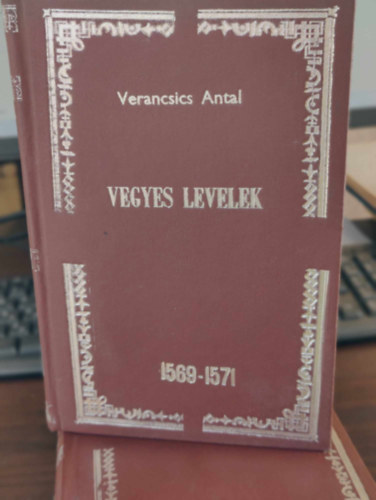 Verancsics Antal
VEGYES LEVELEK
1569-1571